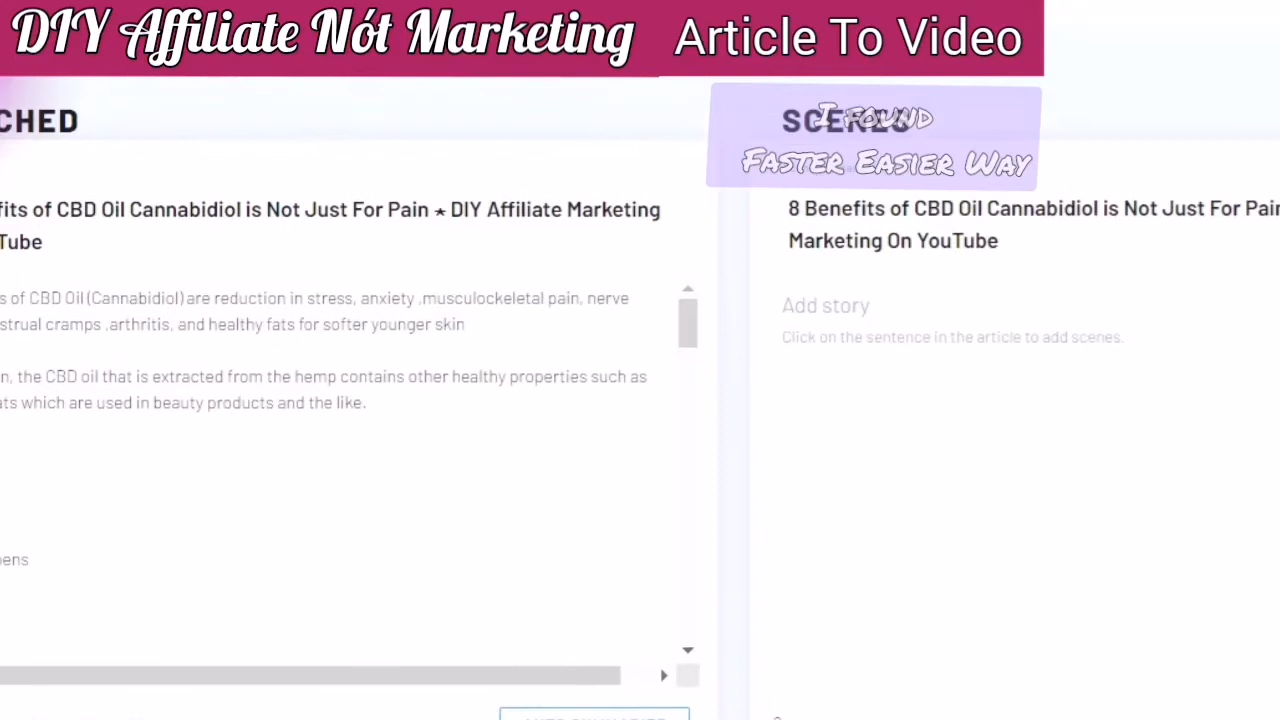 DIY Affiliate Nót Marketing
Article To Video
CHED
fits of CBD Oil Cannabidiol is Not Just For Pain ★ DIY Affiliate Marketing
Tube
s of CBD Oil (Cannabidiol) are reduction in stress, anxiety ,musculockeletal pain, nerve
strual cramps ,arthritis, and healthy fats for softer younger skin
n, the CBD oil that is extracted from the hemp contains other healthy properties such as
ats which are used in beauty products and the like.
ens
SCENES
I found
Faster Easier Way
8 Benefits of CBD Oil Cannabidiol is Not Just For Pain
Marketing On YouTube
Add story
Click on the sentence in the article to add scenes.